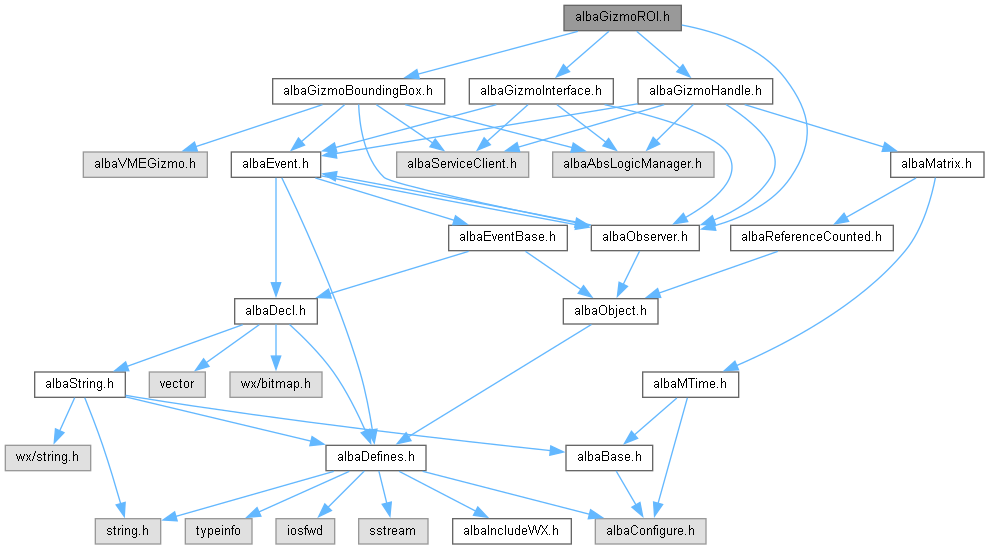 albaGizmoROI.h
albaGizmoBoundingBox.h
albaGizmoInterface.h
albaGizmoHandle.h
albaVMEGizmo.h
albaEvent.h
albaServiceClient.h
albaAbsLogicManager.h
albaMatrix.h
albaEventBase.h
albaObserver.h
albaReferenceCounted.h
albaDecl.h
albaObject.h
albaString.h
vector
wx/bitmap.h
albaMTime.h
wx/string.h
albaDefines.h
albaBase.h
string.h
typeinfo
iosfwd
sstream
albaIncludeWX.h
albaConfigure.h